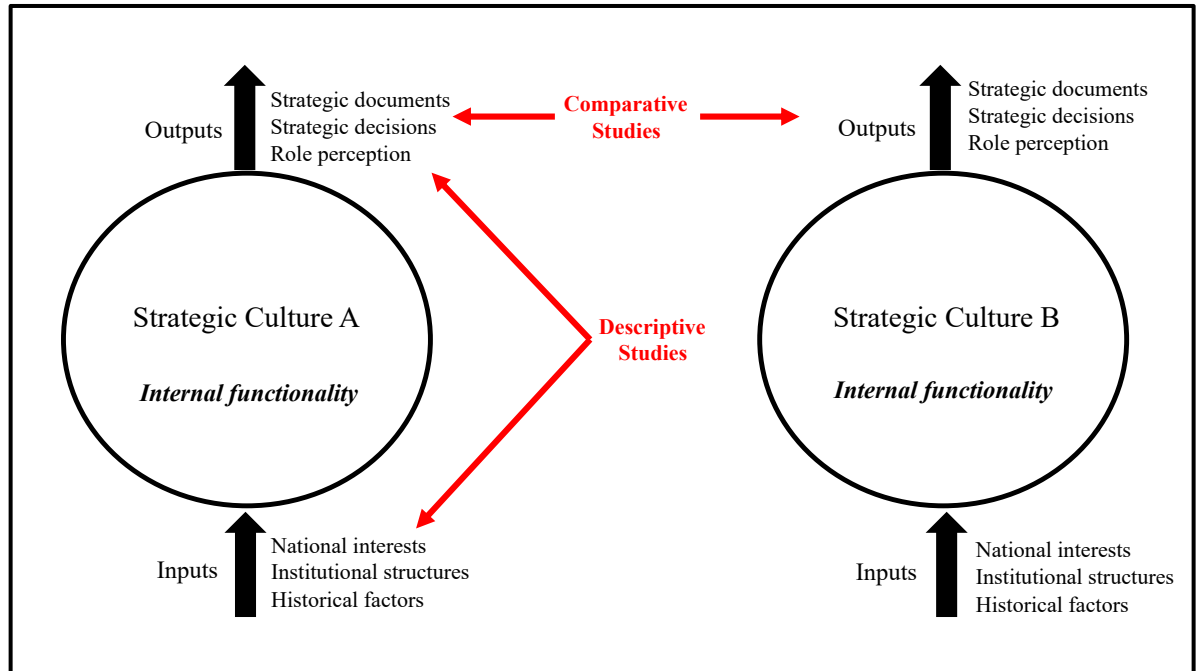 Outputs
Strategic documents
Strategic decisions
Role perception
Comparative
Studies
Outputs
Strategic documents
Strategic decisions
Role perception
Strategic Culture A
Internal functionality
Descriptive
Studies
Strategic Culture B
Internal functionality
Inputs
National interests
Institutional structures
Historical factors
Inputs
National interests
Institutional structures
Historical factors